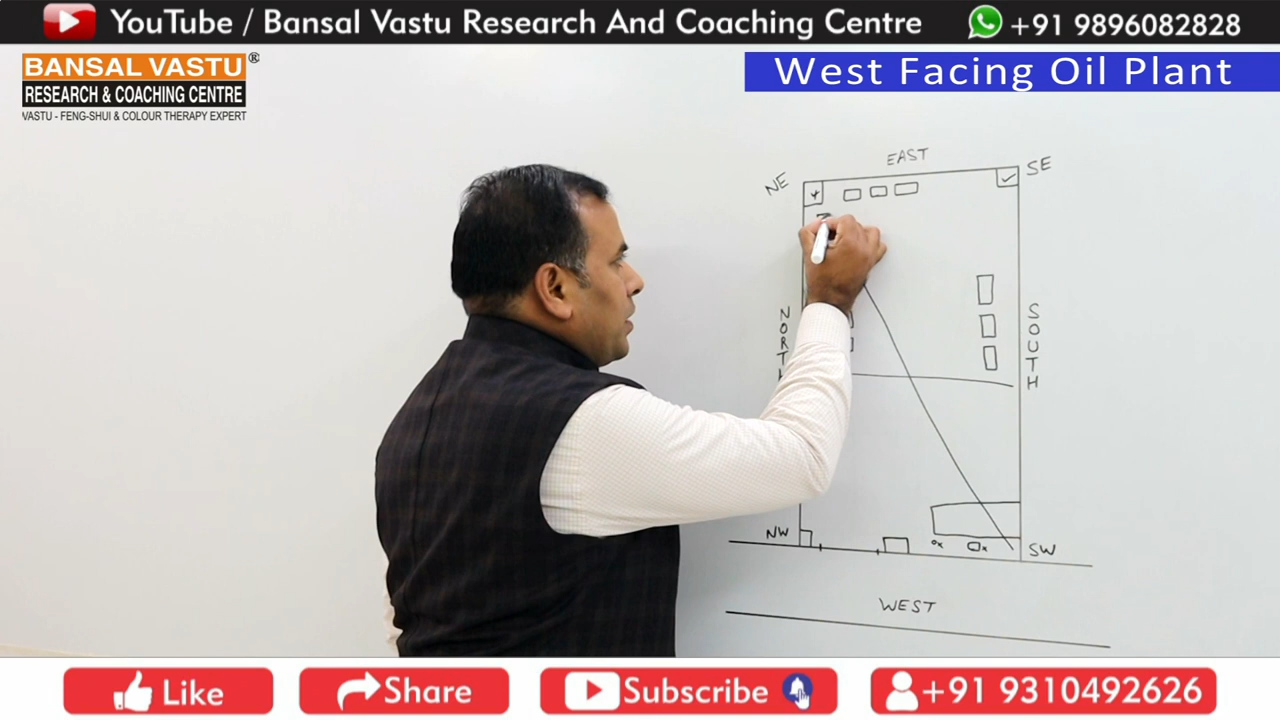 YouTube / Bansal Vastu Research And Coaching Centre
+91 9896082828
BANSAL VASTU®
RESEARCH & COACHING CENTRE
VASTU - FENG-SHUI & COLOUR THERAPY EXPERT
West Facing Oil Plant
EAST
NE
SE
NORTH
SOUTH
NW
SW
WEST
Like
Share
Subscribe
+91 9310492626